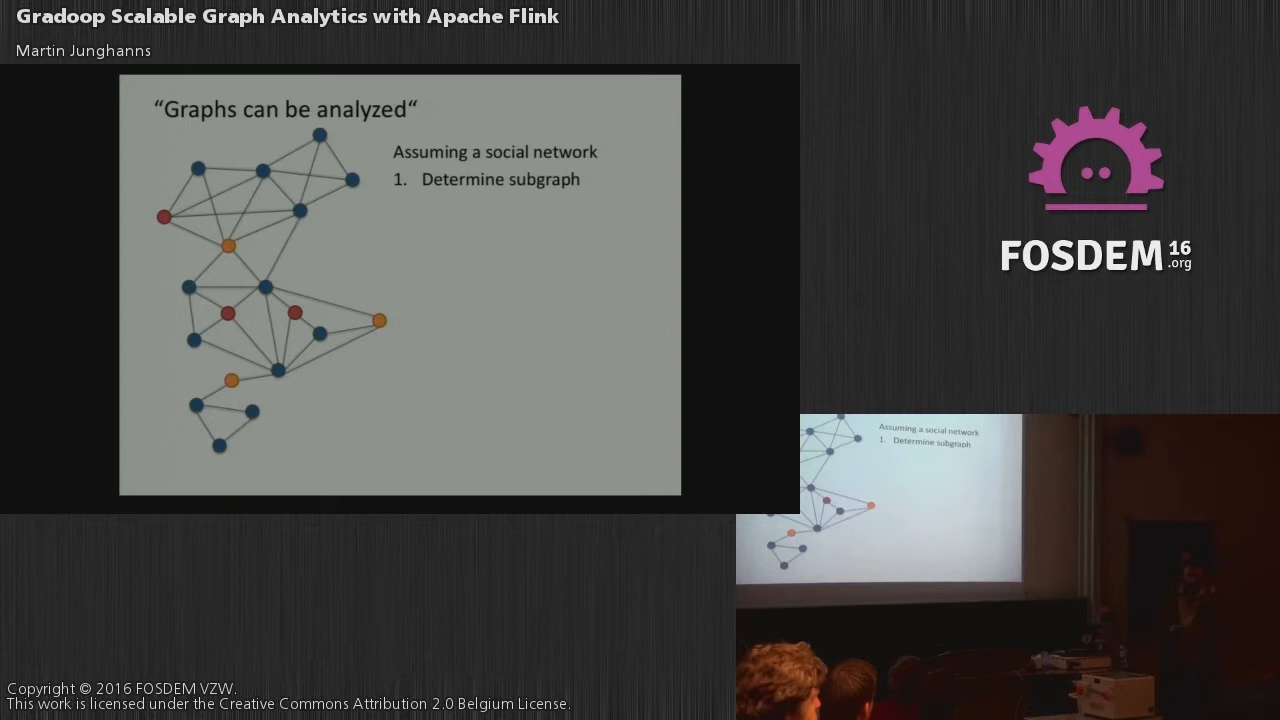 Gradoop Scalable Graph Analytics with Apache Flink
Martin Junghanns
“Graphs can be analyzed“
Assuming a social network
1. Determine subgraph
FOSDEM 16 .org
Assuming a social network
1. Determine subgraph
Copyright © 2016 FOSDEM VZW.
This work is licensed under the Creative Commons Attribution 2.0 Belgium License.